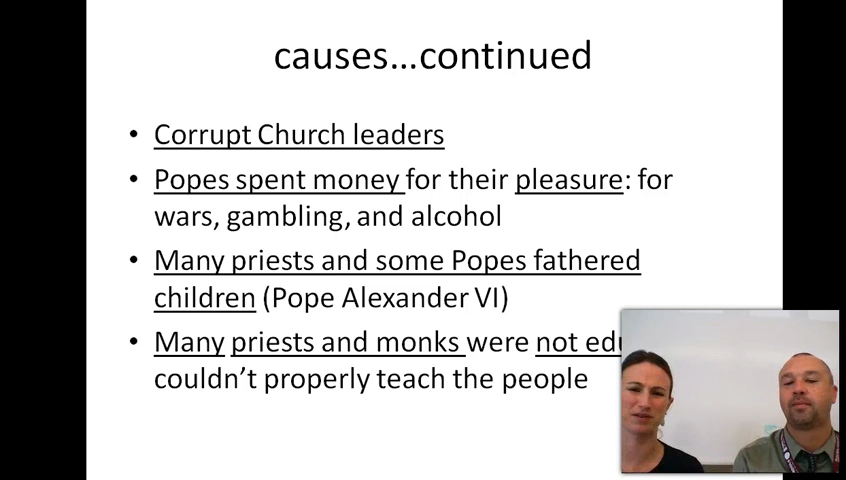 causes...continued
• Corrupt Church leaders
• Popes spent money for their pleasure: for
wars, gambling, and alcohol
• Many priests and some Popes fathered
children (Pope Alexander VI)
• Many priests and monks were not
couldn't properly teach the people